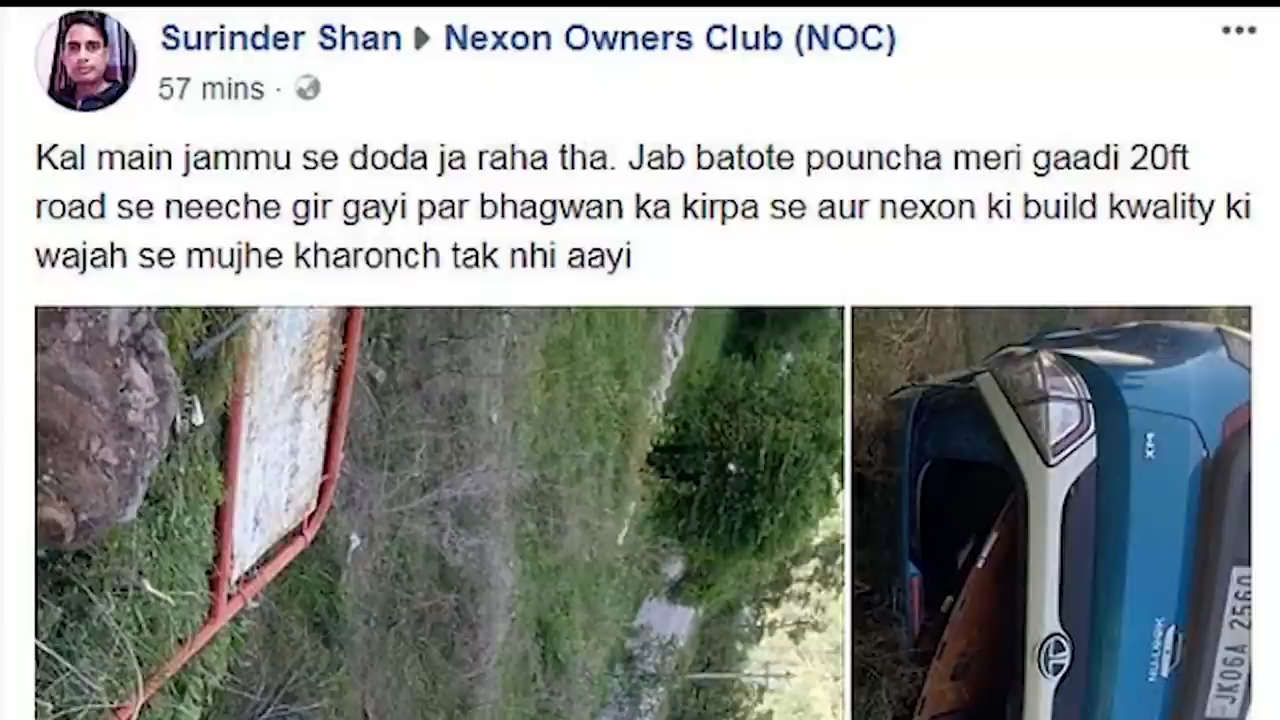 Surinder Shan ▶ Nexon Owners Club (NOC)
57 mins ·
Kal main jammu se doda ja raha tha. Jab batote pouncha meri gaadi 20ft
road se neeche gir gayi par bhagwan ka kirpa se aur nexon ki build kwality ki
wajah se mujhe kharonch tak nhi aayi
XM
NEXON
JK06A 2560